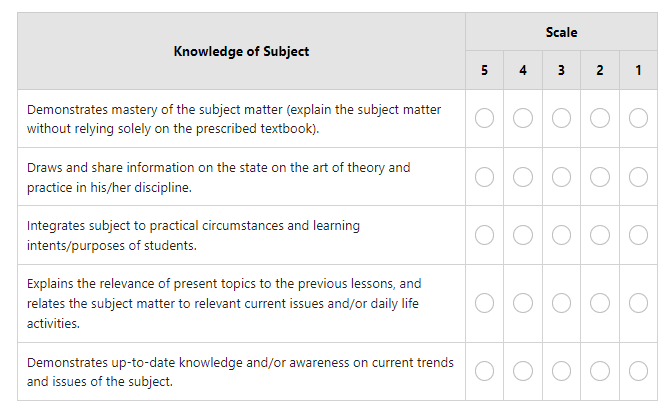 Knowledge of Subject
Scale
5 4 3 2 1
Demonstrates mastery of the subject matter (explain the subject matter
without relying solely on the prescribed textbook).
Draws and share information on the state on the art of theory and
practice in his/her discipline.
Integrates subject to practical circumstances and learning
intents/purposes of students.
Explains the relevance of present topics to the previous lessons, and
relates the subject matter to relevant current issues and/or daily life
activities.
Demonstrates up-to-date knowledge and/or awareness on current trends
and issues of the subject.